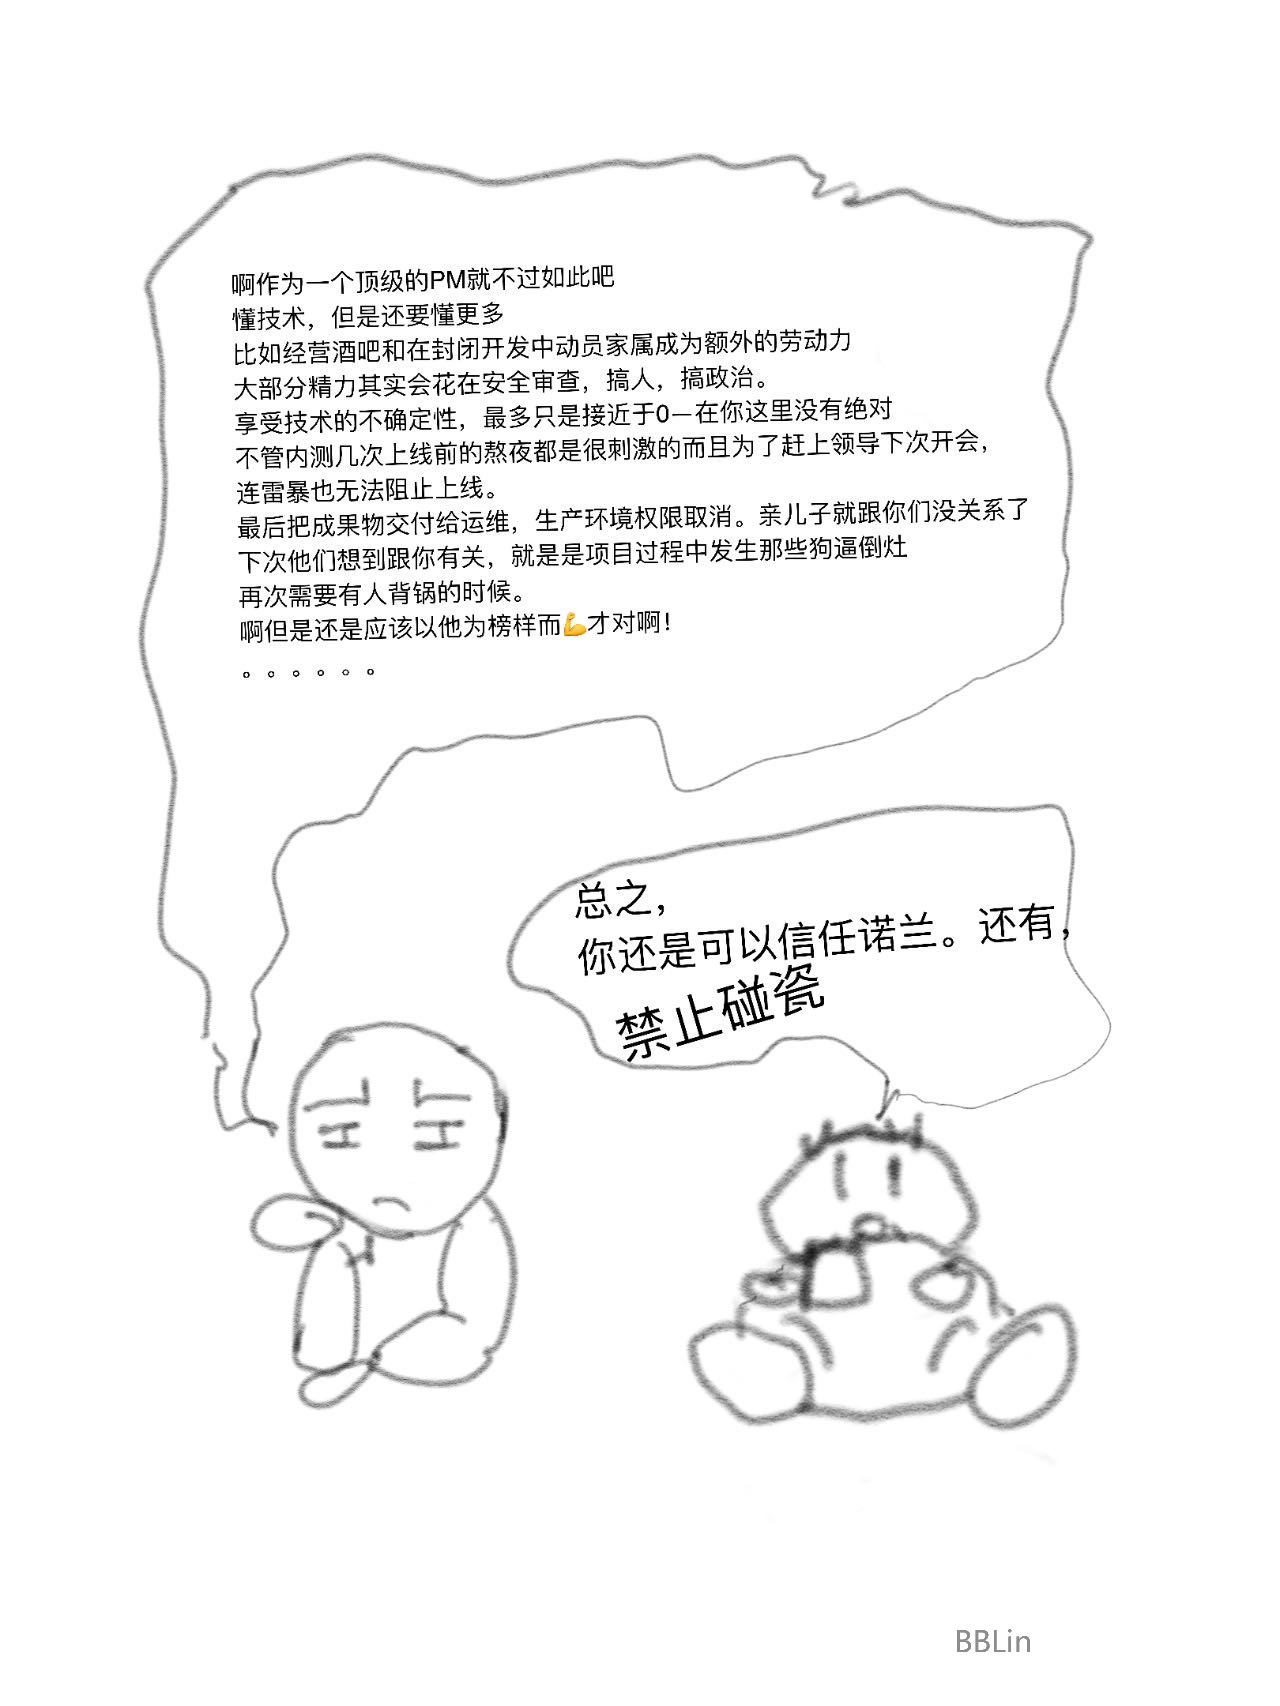 啊作为一个顶级的PM就不过如此吧
懂技术，但是还要懂更多
比如经营酒吧和在封闭开发中动员家属成为额外的劳动力
大部分精力其实会花在安全审查，搞人，搞政治。
享受技术的不确定性，最多只是接近于0—在你这里没有绝对
不管内测几次上线前的熬夜都是很刺激的而且为了赶上领导下次开会，
连雷暴也无法阻止上线。
最后把成果物交付给运维，生产环境权限取消。亲儿子就跟你们没关系了
下次他们想到跟你有关，就是是项目过程中发生那些狗逼倒灶
再次需要有人背锅的时候。
啊但是还是应该以他为榜样而💪才对啊！
。。。。。。
总之，
你还是可以信任诺兰。还有，
禁止碰瓷
BBLin